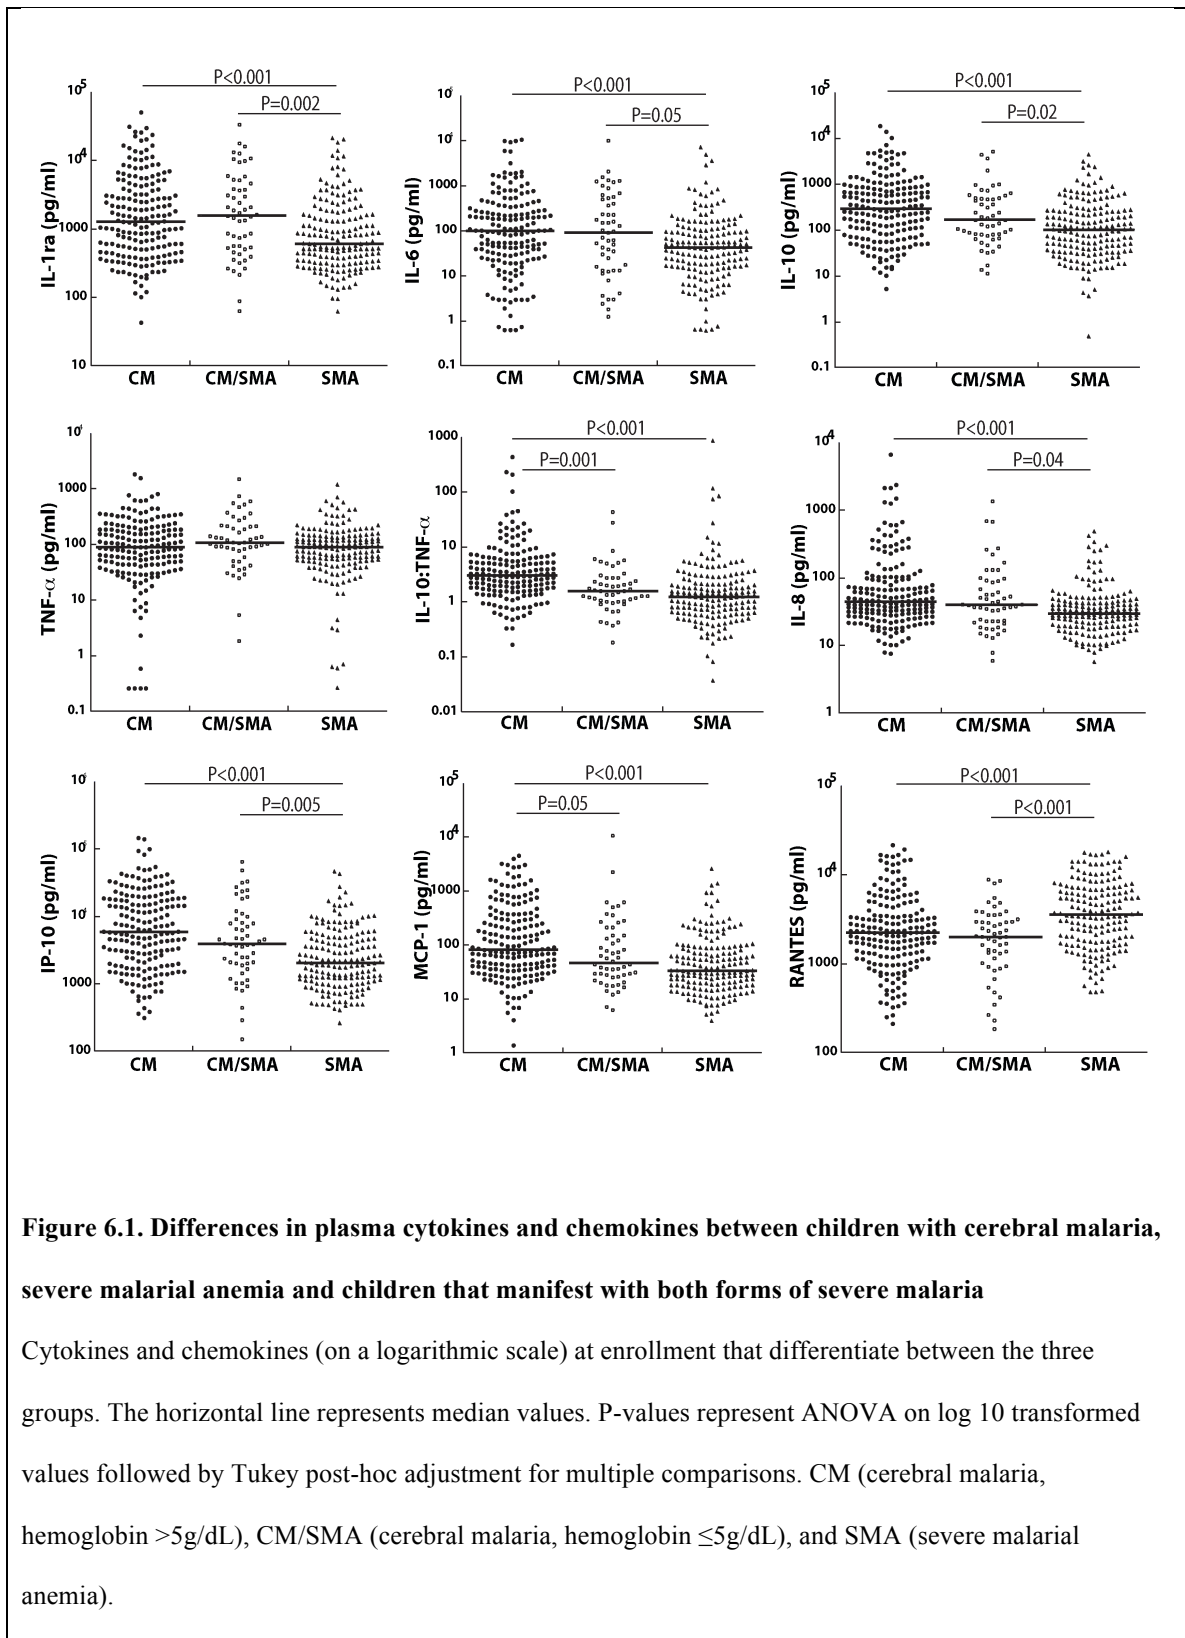 P<0.001
P=0.002
IL-1ra (pg/ml)
10⁵
10⁴
1000
100
10
CM CM/SMA SMA
P<0.001
P=0.05
IL-6 (pg/ml)
1000
100
10
1
0.1
CM CM/SMA SMA
P<0.001
P=0.02
IL-10 (pg/ml)
10⁵
10⁴
1000
100
10
1
0.1
CM CM/SMA SMA
TNF-α (pg/ml)
1000
100
10
1
0.1
CM CM/SMA SMA
P<0.001
P=0.001
IL-10:TNF-α
1000
100
10
1
0.1
0.01
CM CM/SMA SMA
P<0.001
P=0.04
IL-8 (pg/ml)
10⁴
1000
100
10
1
CM CM/SMA SMA
P<0.001
P=0.005
IP-10 (pg/ml)
1000
100
CM CM/SMA SMA
P<0.001
P=0.05
MCP-1 (pg/ml)
10⁵
10⁴
1000
100
10
1
CM CM/SMA SMA
P<0.001
P<0.001
RANTES (pg/ml)
10⁵
10⁴
1000
100
CM CM/SMA SMA
Figure 6.1. Differences in plasma cytokines and chemokines between children with cerebral malaria,
severe malarial anemia and children that manifest with both forms of severe malaria
Cytokines and chemokines (on a logarithmic scale) at enrollment that differentiate between the three
groups. The horizontal line represents median values. P-values represent ANOVA on log 10 transformed
values followed by Tukey post-hoc adjustment for multiple comparisons. CM (cerebral malaria,
hemoglobin >5g/dL), CM/SMA (cerebral malaria, hemoglobin ≤5g/dL), and SMA (severe malarial
anemia).